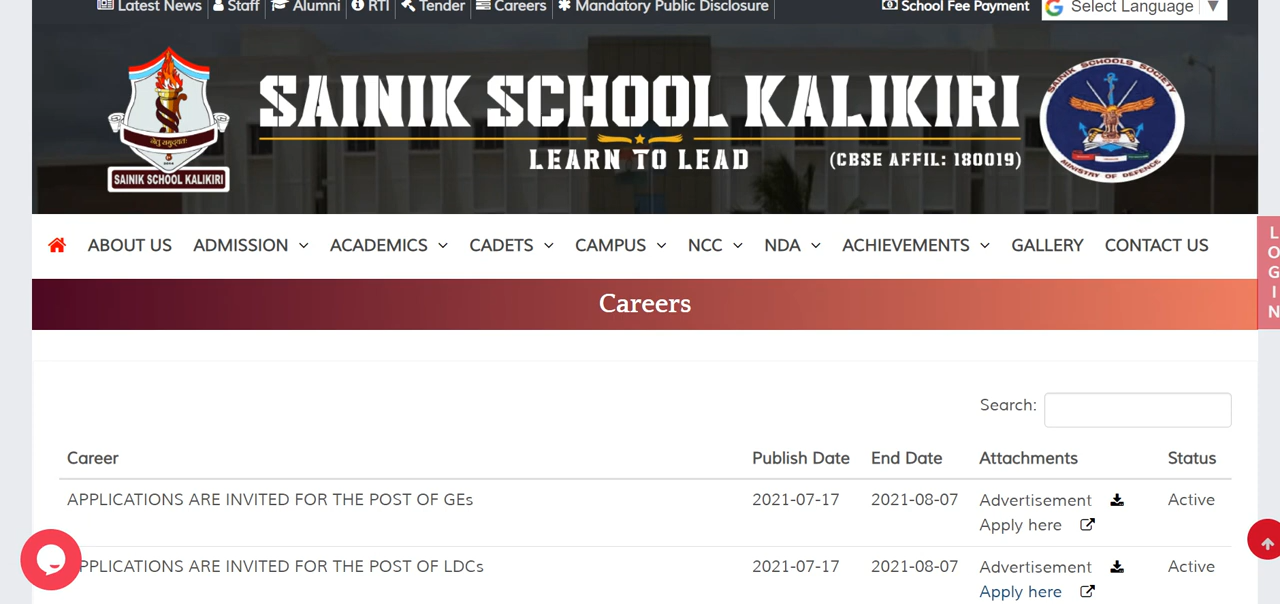 Latest News Staff Alumni RTI Tender Careers Mandatory Public Disclosure School Fee Payment Select Language ▼
SAINIK SCHOOL KALIKIRI
LEARN TO LEAD (CBSE AFFIL: 180019)
SAINIK SCHOOL KALIKIRI
SAINIK SCHOOLS SOCIETY
MINISTRY OF DEFENCE
ABOUT US ADMISSION ACADEMICS CADETS CAMPUS NCC NDA ACHIEVEMENTS GALLERY CONTACT US
LOGIN
Careers
Search:
Career Publish Date End Date Attachments Status
APPLICATIONS ARE INVITED FOR THE POST OF GEs 2021-07-17 2021-08-07 Advertisement Active
Apply here
PPLICATIONS ARE INVITED FOR THE POST OF LDCs 2021-07-17 2021-08-07 Advertisement Active
Apply here